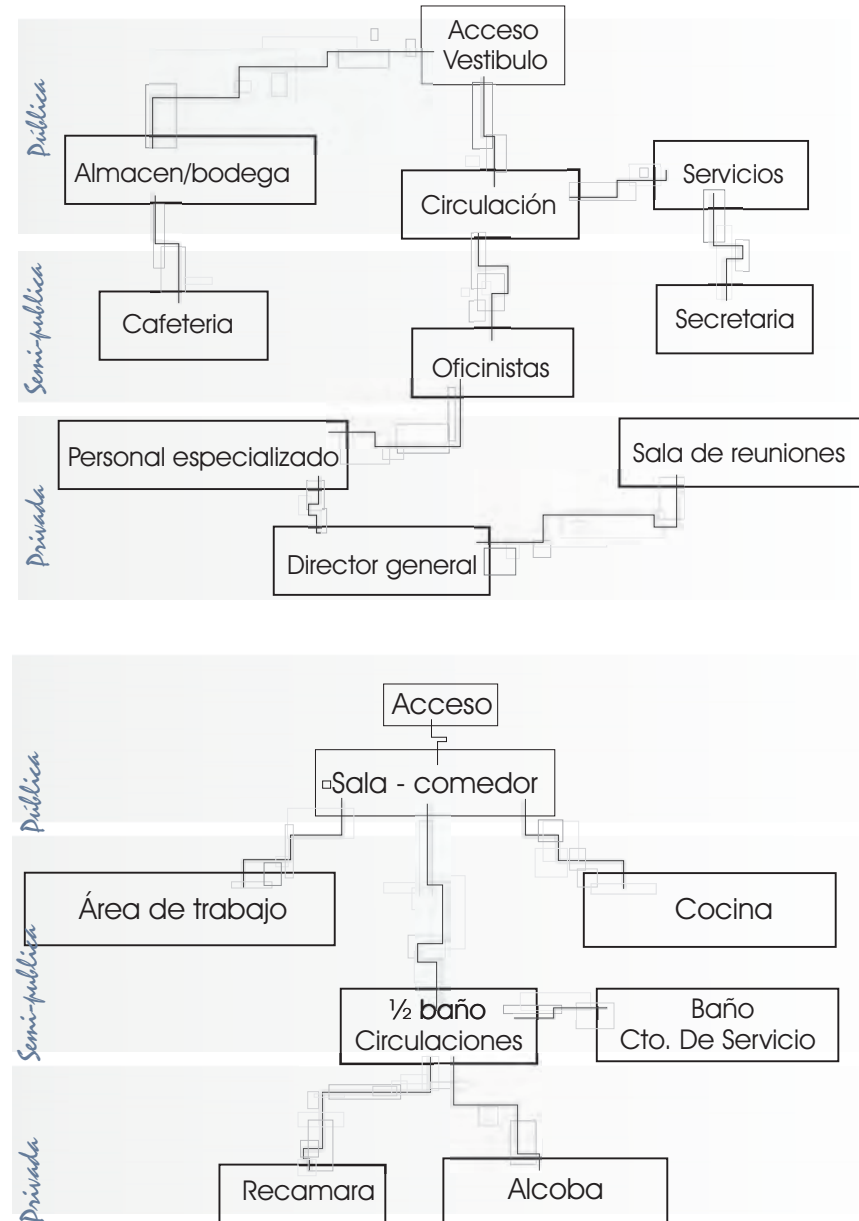 Acceso
Vestibulo
Pública
Almacen/bodega
Servicios
Circulación
Semi-publica
Cafeteria
Secretaria
Oficinistas
Personal especializado
Sala de reuniones
Privada
Director general
Acceso
Sala - comedor
Pública
Área de trabajo
Cocina
Semi-publica
½ baño
Circulaciones
Baño
Cto. De Servicio
Privada
Recamara
Alcoba